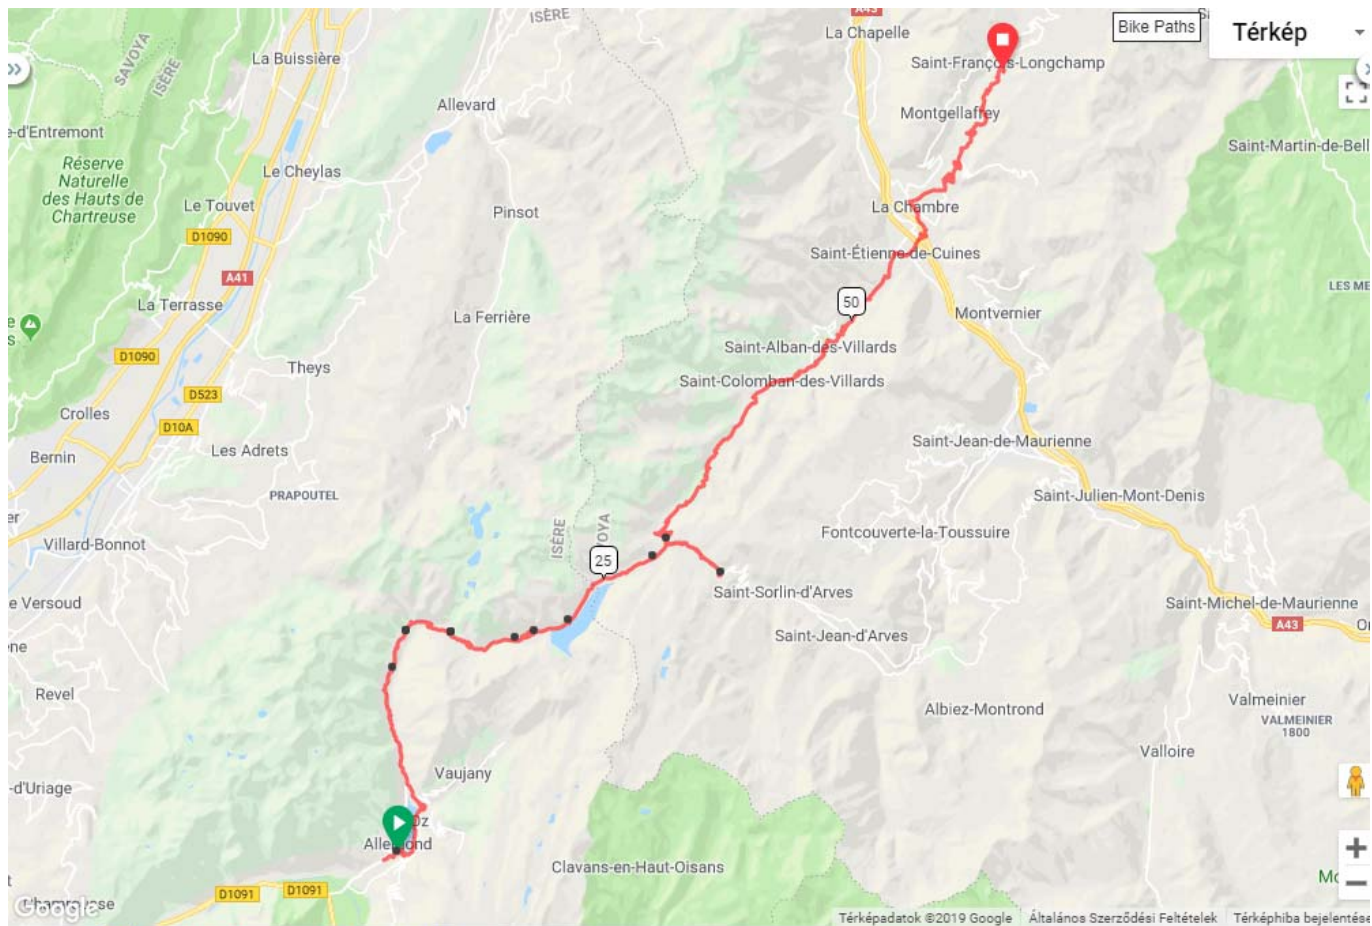 A43
ISÈRE
SAVOYA
La Chapelle
Bike Paths
Térkép
La Buissière
SAVOYA
ISÈRE
Saint-François-Longchamp
Allevard
Montgellafrey
e-d'Entremont
Saint-Martin-de-Bell
Réserve
Naturelle
des Hauts de
Chartreuse
Le Cheylas
Le Touvet
Pinsot
La Chambre
D1090
Saint-Étienne-de-Cuines
A41
LES ME
La Terrasse
50
La Ferrière
Montvernier
Saint-Alban-des-Villards
D1090
Theys
Saint-Colomban-des-Villards
D523
Crolles
D10A
Les Adrets
Saint-Jean-de-Maurienne
Bernin
PRAPOUTEL
Saint-Julien-Mont-Denis
er
ISÈRE
Fontcouverte-la-Toussuire
Villard-Bonnot
25
Saint-Sorlin-d'Arves
e Versoud
Saint-Michel-de-Maurienne
A43
Saint-Jean-d'Arves
ne
Revel
Valmeinier
Albiez-Montrond
VALMEINIER
1800
Valloire
Vaujany
-d'Uriage
Oz
Allemond
Clavans-en-Haut-Oisans
D1091
D1091
Google
Térképadatok ©2019 Google
Általános Szerződési Feltételek
Térképhiba bejelentése